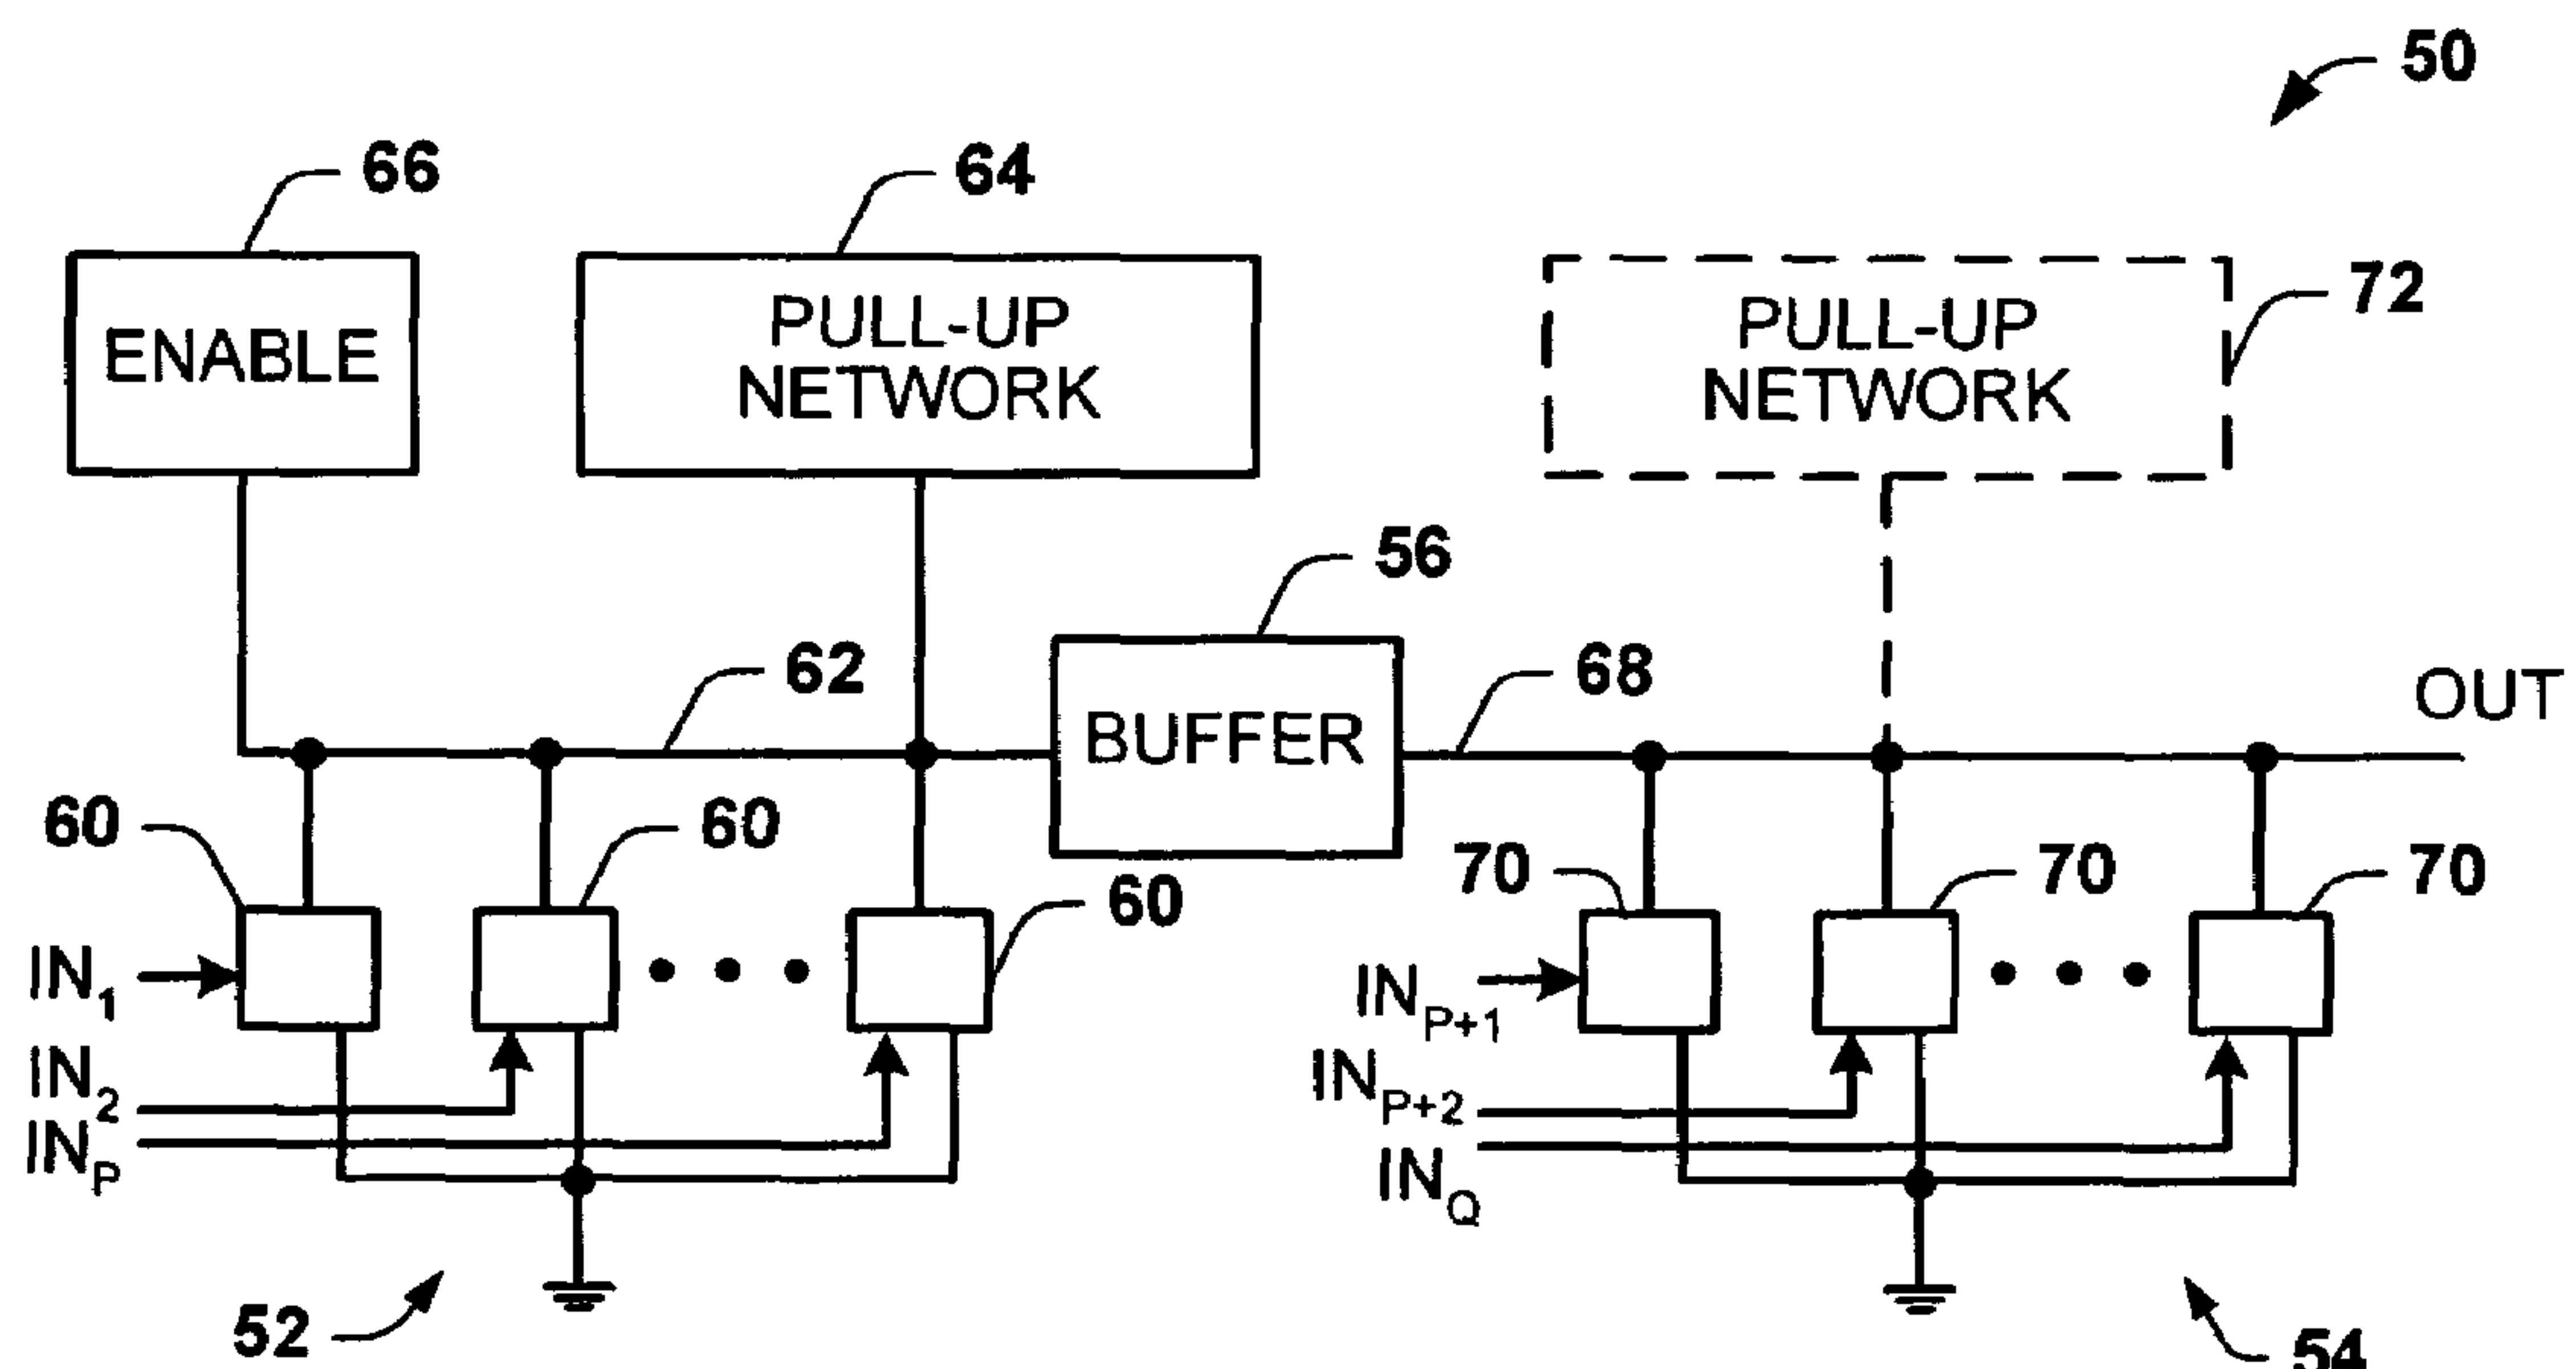 50
66
64
72
ENABLE
PULL-UP
NETWORK
PULL-UP
NETWORK
56
62
BUFFER
68
OUT
60
60
60
70
70
70
IN1
IN2
INP
INP+1
INP+2
INQ
52
54